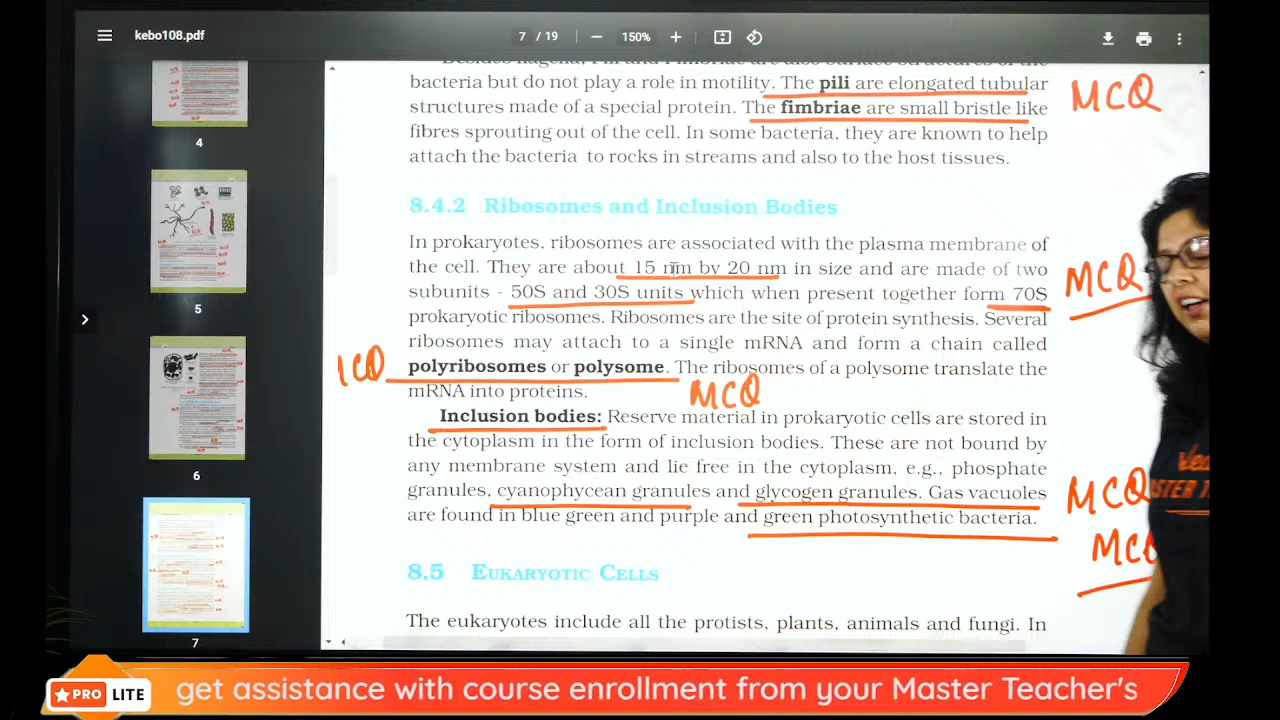 kebo108.pdf
7 / 19
150%
bacteria but do not play a role in motility. The pili are elongated tubular
structures made of a special protein. The fimbriae are small bristle like
fibres sprouting out of the cell. In some bacteria, they are known to help
attach the bacteria to rocks in streams and also to the host tissues.
MCQ
8.4.2 Ribosomes and Inclusion Bodies
In prokaryotes, ribosomes are associated with the plasma membrane of
the cell. They are about 15 nm by 20 nm in size and are made of two
subunits - 50S and 30S units which when present together form 70S
MCQ
prokaryotic ribosomes. Ribosomes are the site of protein synthesis. Several
ribosomes may attach to a single mRNA and form a chain called
polyribosomes or polysome. The ribosomes of a polysome translate the
mRNA into proteins.
MCQ
Inclusion bodies: Reserve material in prokaryotic cells are stored in
the cytoplasm in the form of inclusion bodies. These are not bound by
any membrane system and lie free in the cytoplasm, e.g., phosphate
granules, cyanophycean granules and glycogen granules. Gas vacuoles
MCQ
are found in blue green and purple and green photosynthetic bacteria.
8.5 EUKARYOTIC CELLS
The eukaryotes include all the protists, plants, animals and fungi. In
4
5
6
7
PRO LITE
get assistance with course enrollment from your Master Teacher's